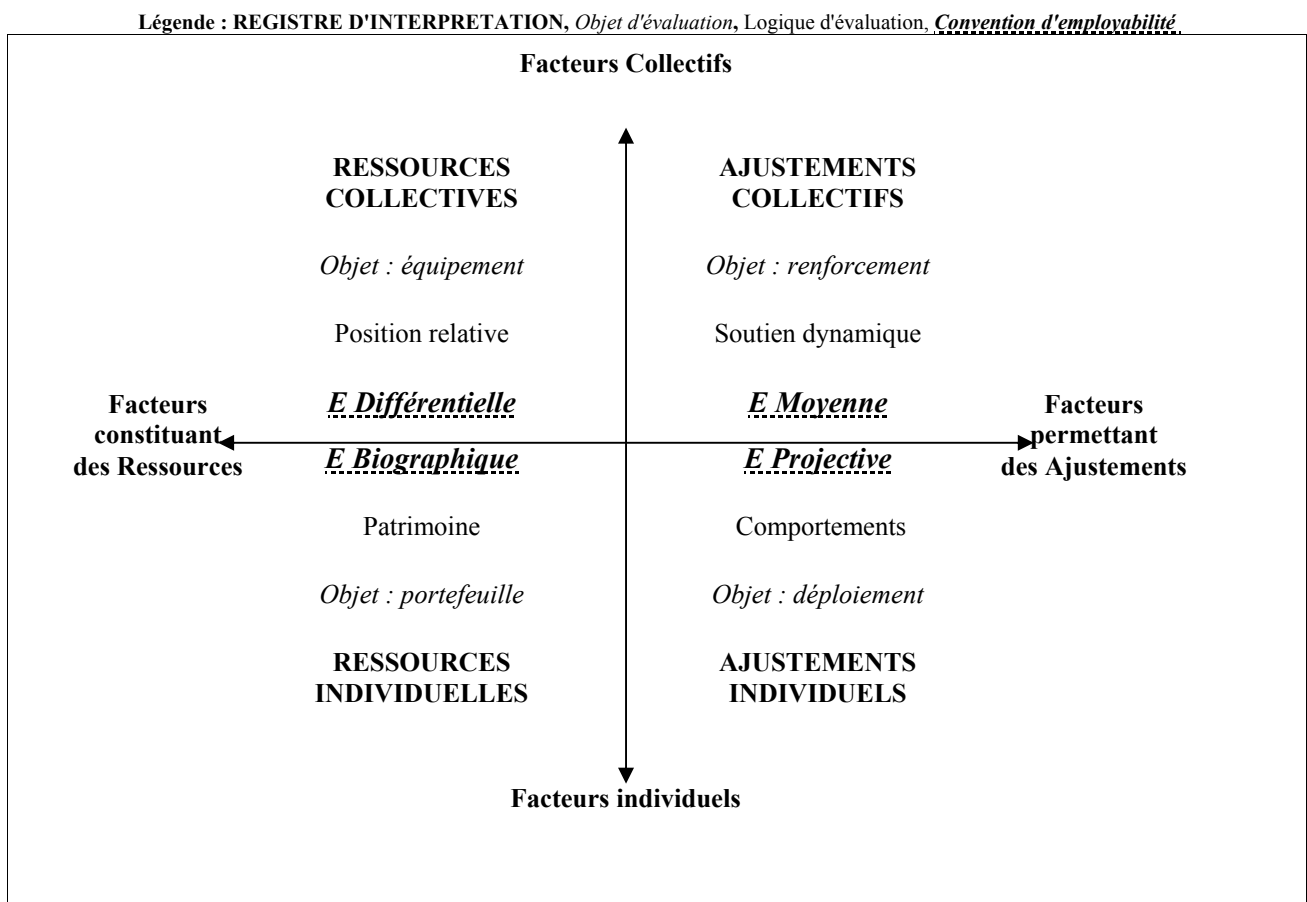 Légende : REGISTRE D'INTERPRETATION, Objet d'évaluation, Logique d'évaluation, Convention d'employabilité
Facteurs Collectifs
RESSOURCES
COLLECTIVES
AJUSTEMENTS
COLLECTIFS
Objet : équipement
Objet : renforcement
Position relative
Soutien dynamique
Facteurs
constituant
des Ressources
E Différentielle
E Moyenne
Facteurs
permettant
des Ajustements
E Biographique
E Projective
Patrimoine
Comportements
Objet : portefeuille
Objet : déploiement
RESSOURCES
INDIVIDUELLES
AJUSTEMENTS
INDIVIDUELS
Facteurs individuels